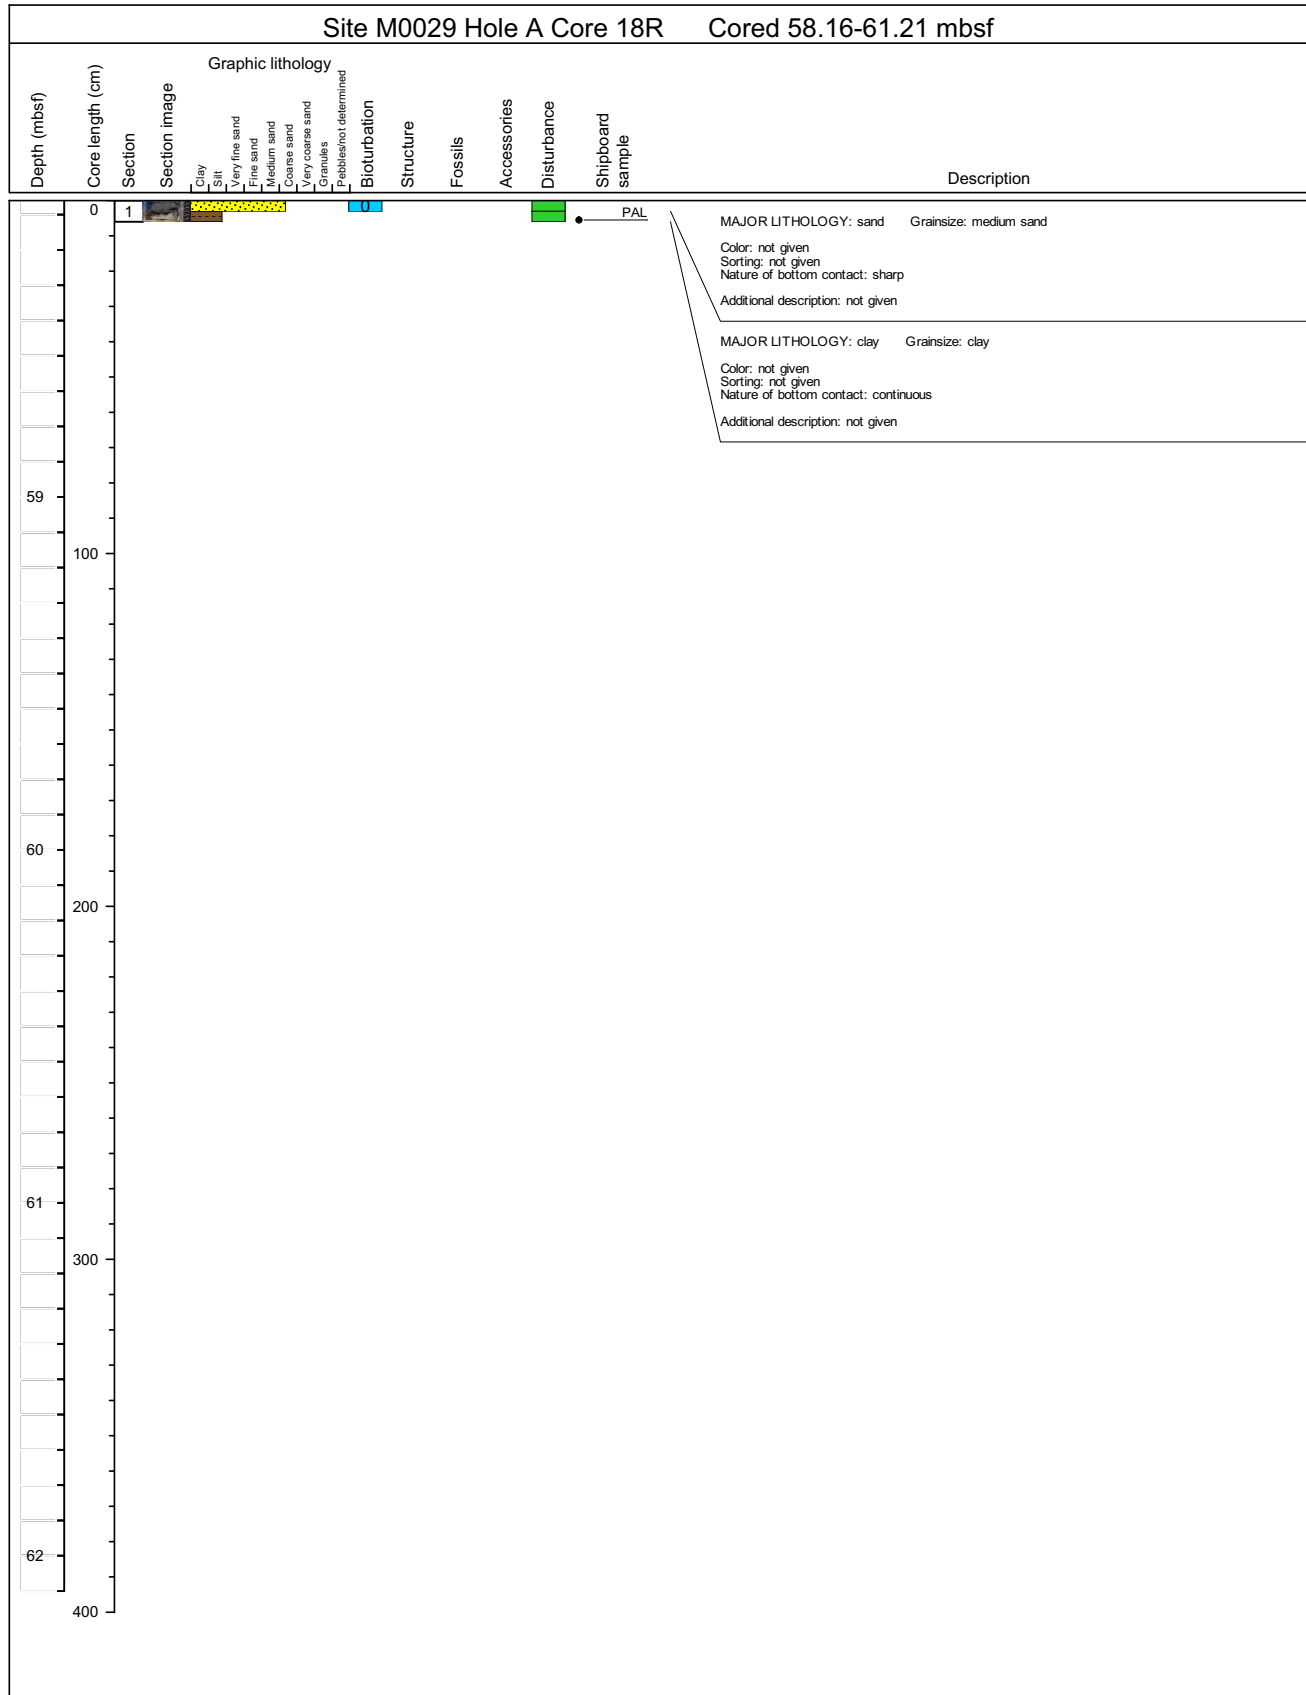 Site M0029 Hole A Core 18R Cored 58.16-61.21 mbsf
Graphic lithology
Depth (mbsf)
Core length (cm)
Section
Section image
Clay
Silt
Very fine sand
Fine sand
Medium sand
Coarse sand
Very coarse sand
Granules
Pebbles/not determined
Bioturbation
Structure
Fossils
Accessories
Disturbance
Shipboard
sample
Description
0
1
0
PAL
MAJOR LITHOLOGY: sand Grainsize: medium sand
Color: not given
Sorting: not given
Nature of bottom contact: sharp
Additional description: not given
MAJOR LITHOLOGY: clay Grainsize: clay
Color: not given
Sorting: not given
Nature of bottom contact: continuous
Additional description: not given
59
100
60
200
61
300
62
400